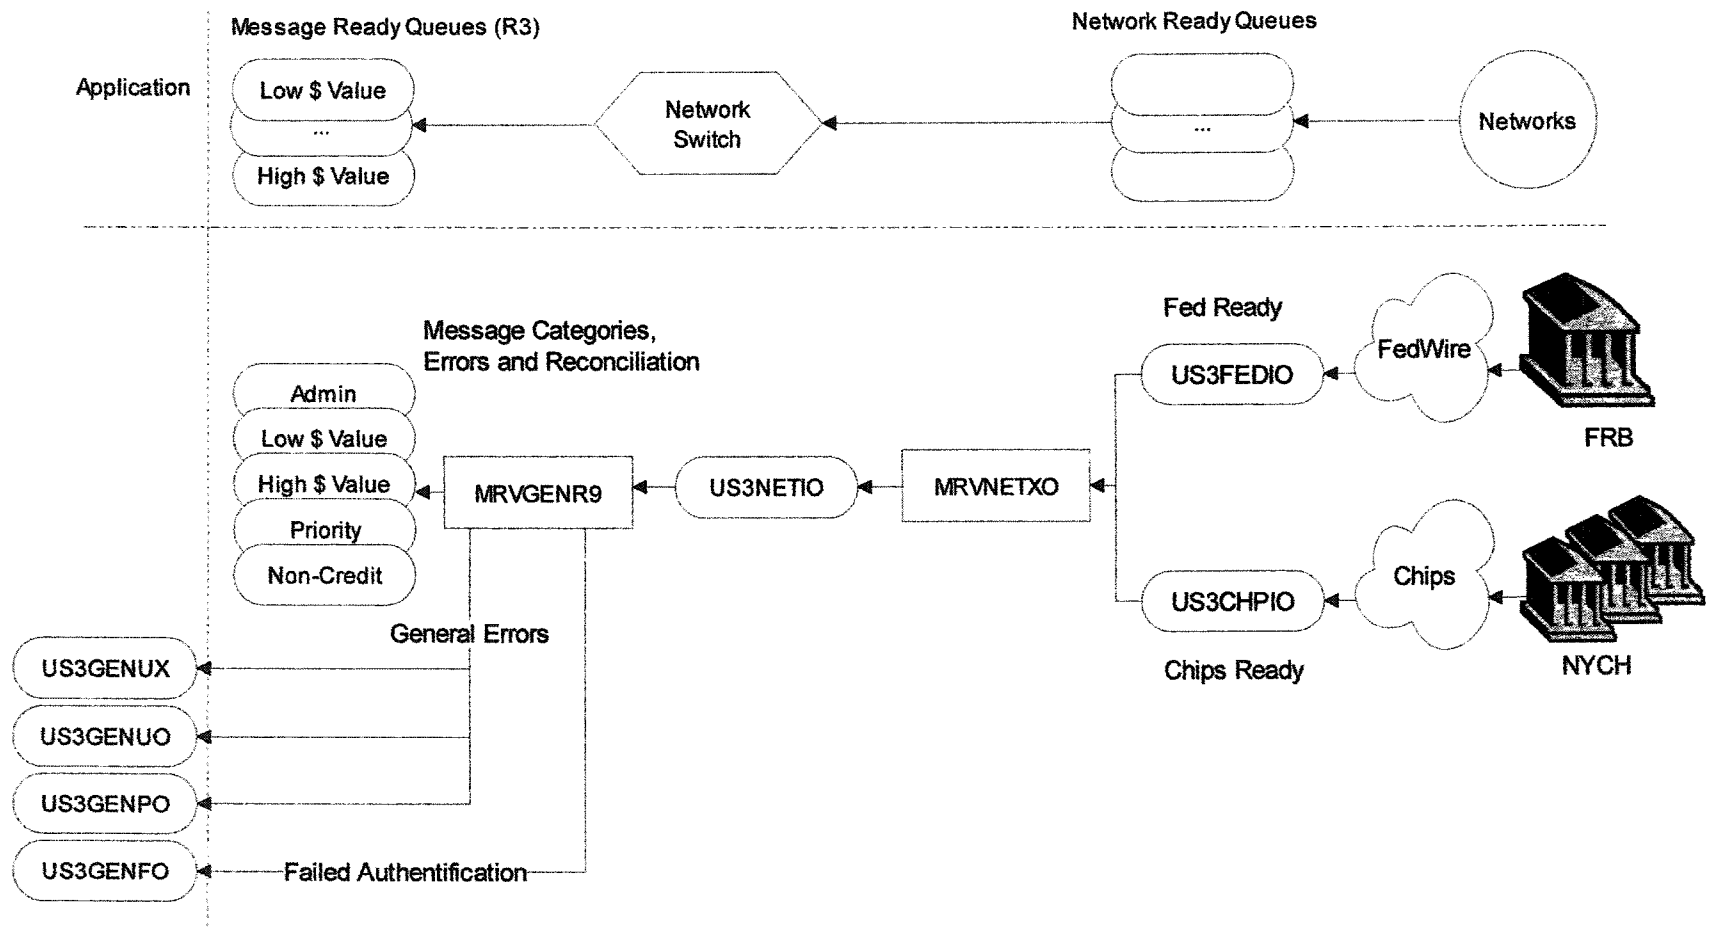 Message Ready Queues (R3)
Network Ready Queues
Application
Low $ Value
...
High $ Value
Network
Switch
...
Networks
Message Categories,
Errors and Reconciliation
Fed Ready
US3FEDIO
FedWire
FRB
Admin
Low $ Value
High $ Value
Priority
Non-Credit
MRVGENR9
US3NETIO
MRVNETXO
US3CHPIO
Chips
Chips Ready
NYCH
General Errors
US3GENUX
US3GENUO
US3GENPO
US3GENFO
Failed Authentification